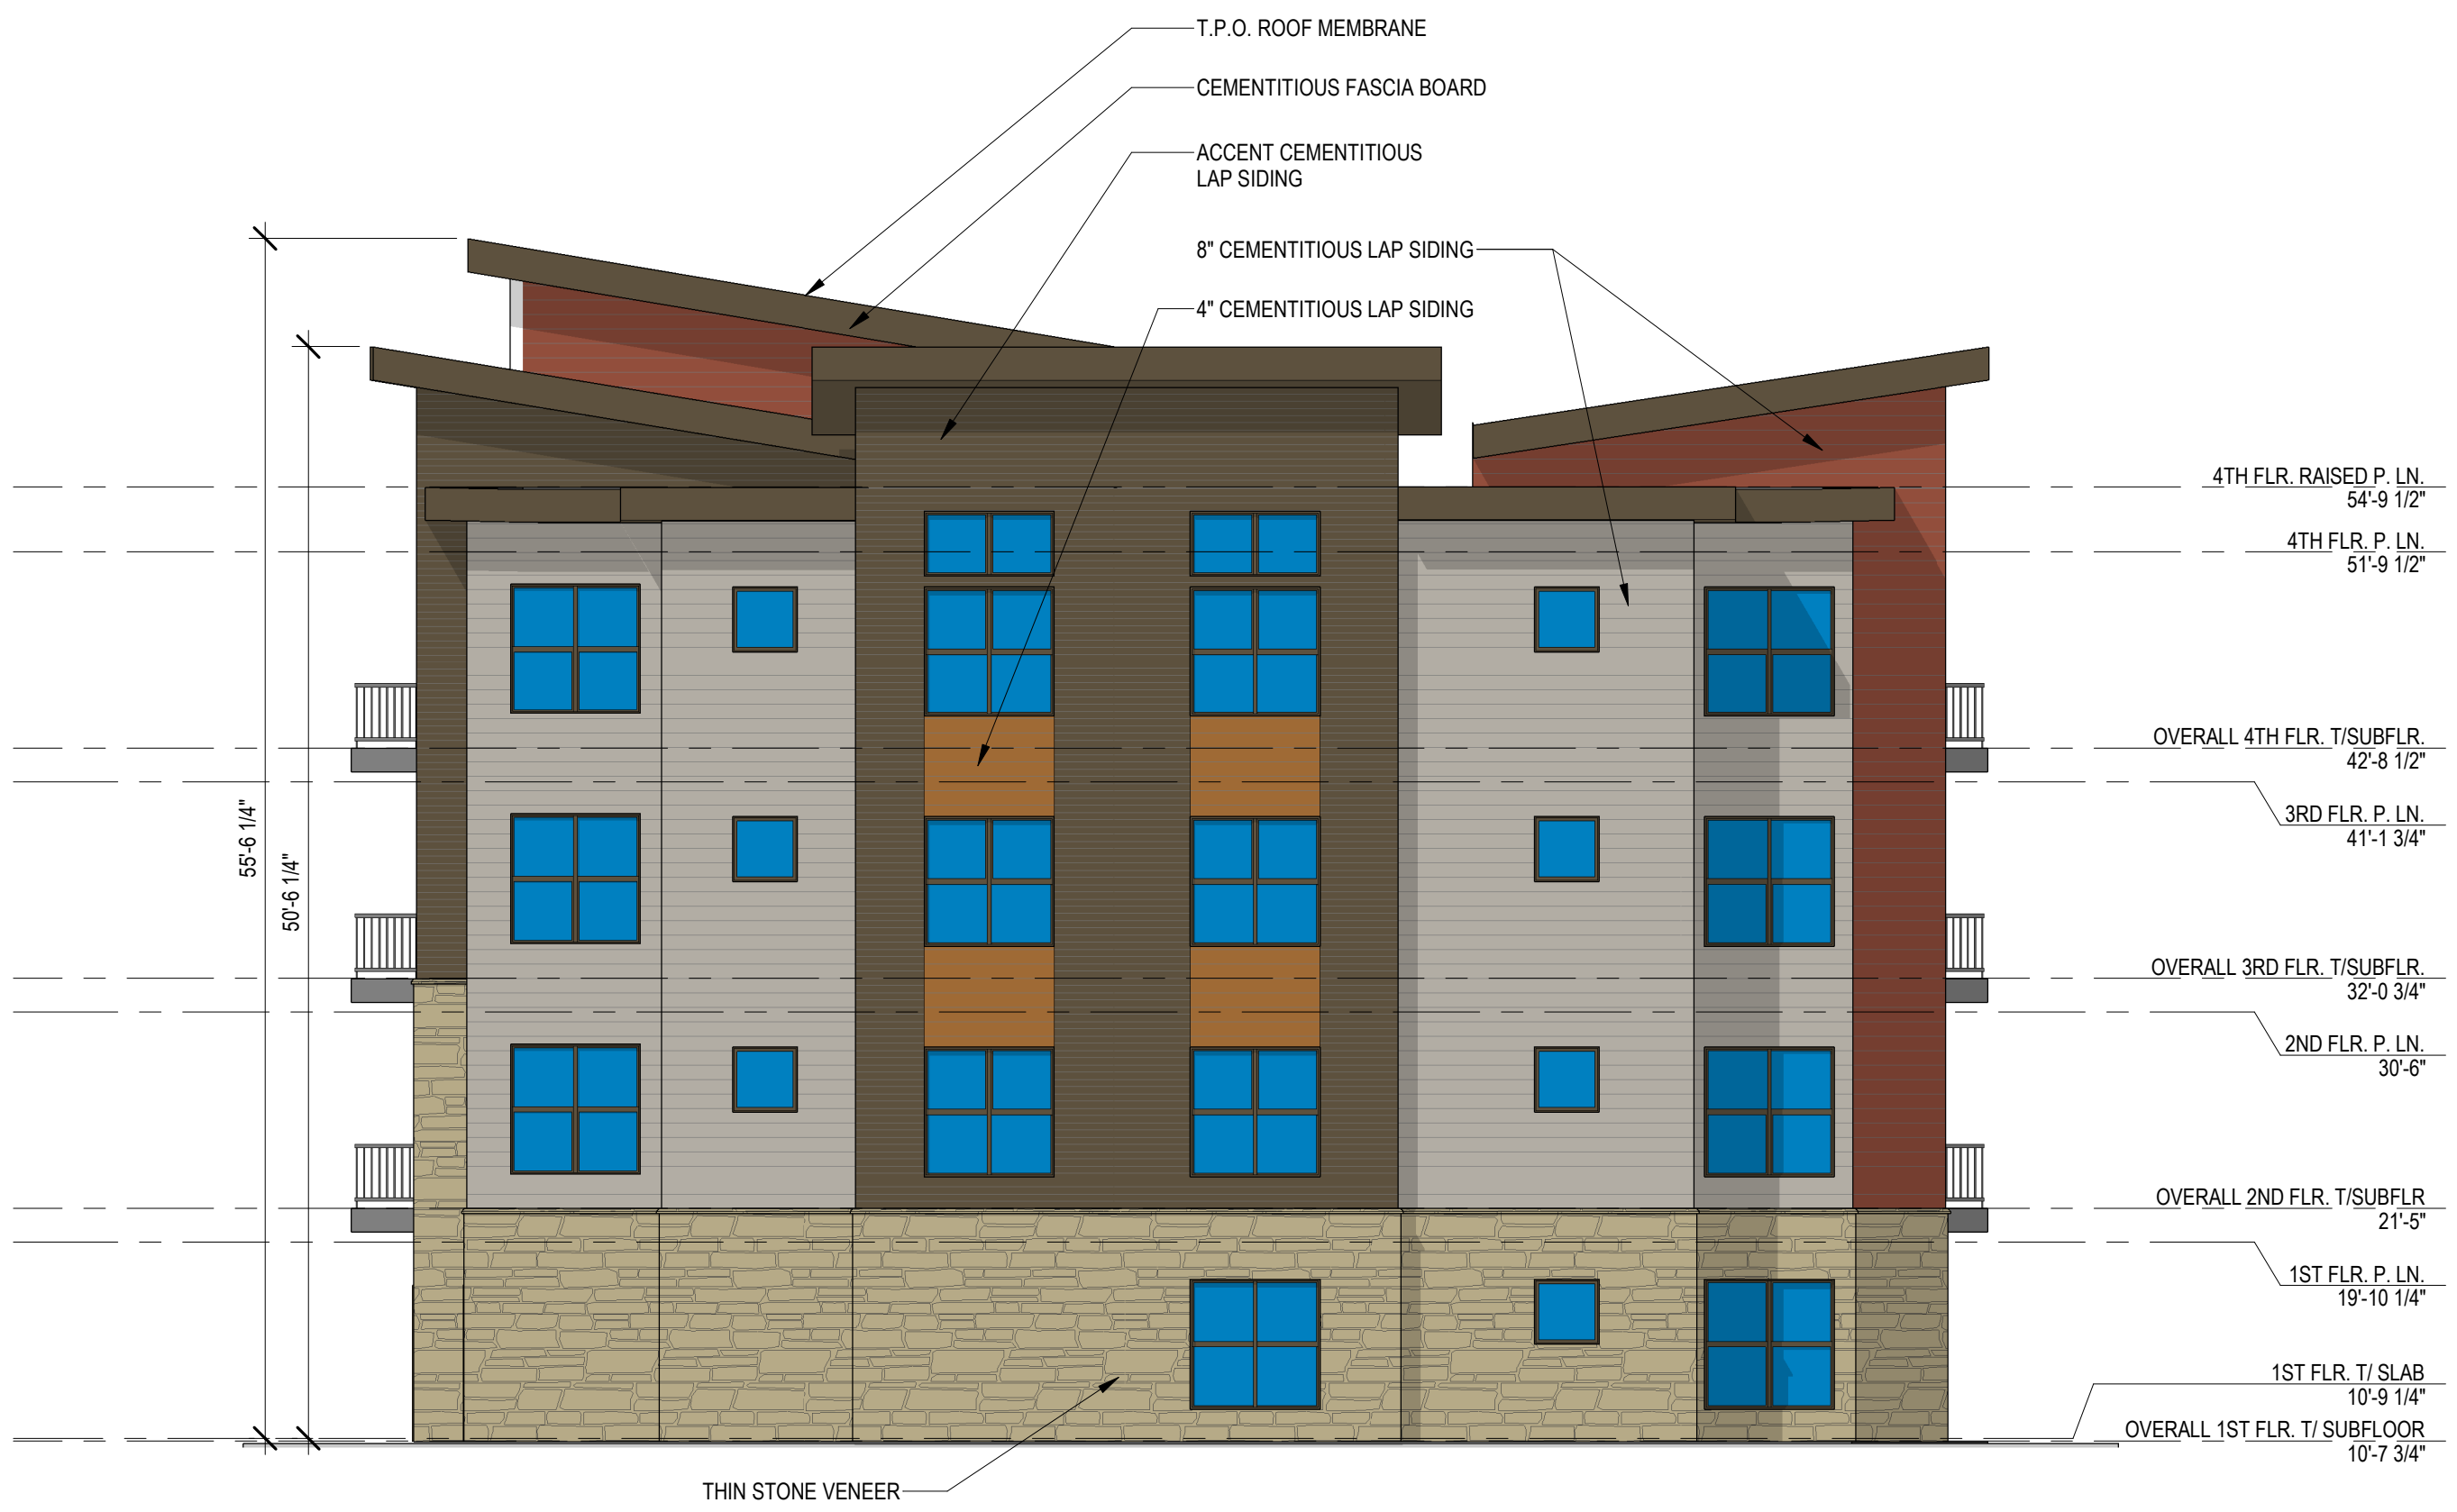 T.P.O. ROOF MEMBRANE
CEMENTITIOUS FASCIA BOARD
ACCENT CEMENTITIOUS
LAP SIDING
8" CEMENTITIOUS LAP SIDING
4" CEMENTITIOUS LAP SIDING
4TH FLR. RAISED P. LN.
54'-9 1/2"
4TH FLR. P. LN.
51'-9 1/2"
OVERALL 4TH FLR. T/SUBFLR.
42'-8 1/2"
3RD FLR. P. LN.
41'-1 3/4"
55'-6 1/4"
50'-6 1/4"
OVERALL 3RD FLR. T/SUBFLR.
32'-0 3/4"
2ND FLR. P. LN.
30'-6"
OVERALL 2ND FLR. T/SUBFLR
21'-5"
1ST FLR. P. LN.
19'-10 1/4"
1ST FLR. T/ SLAB
10'-9 1/4"
OVERALL 1ST FLR. T/ SUBFLOOR
10'-7 3/4"
THIN STONE VENEER